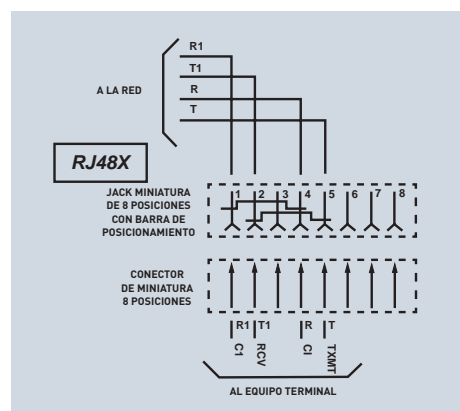 R1
T1
A LA RED
R
T
RJ48X
JACK MINIATURA
DE 8 POSICIONES
CON BARRA DE
POSICIONAMIENTO
1 2 3 4 5 6 7 8
CONECTOR
DE MINIATURA
8 POSICIONES
R1 T1 R T
C1 RCV CI TXMT
AL EQUIPO TERMINAL